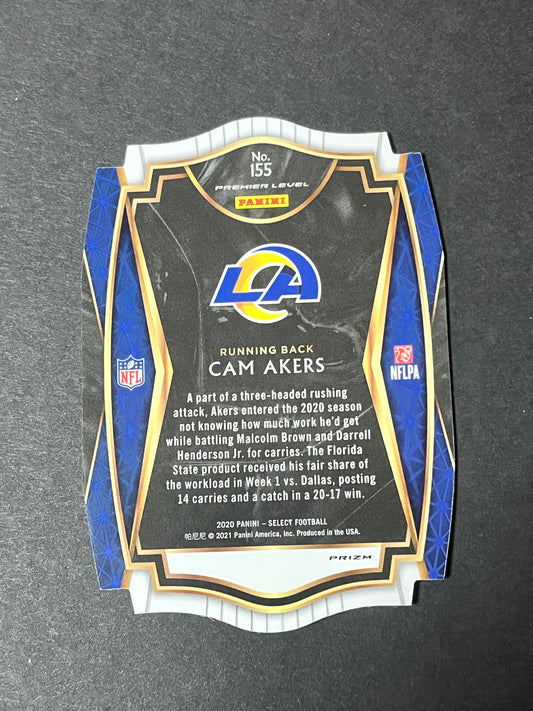 No.
155
PREMIER LEVEL
PANINI
LA
RUNNING BACK
CAM AKERS
NFL
NFLPA
A part of a three-headed rushing
attack, Akers entered the 2020 season
not knowing how much work he'd get
while battling Malcolm Brown and Darrell
Henderson Jr. for carries. The Florida
State product received his fair share of
the workload in Week 1 vs. Dallas, posting
14 carries and a catch in a 20-17 win.
2020 PANINI – SELECT FOOTBALL
帕尼尼 © 2021 Panini America, Inc. Produced in the USA.
PRIZM